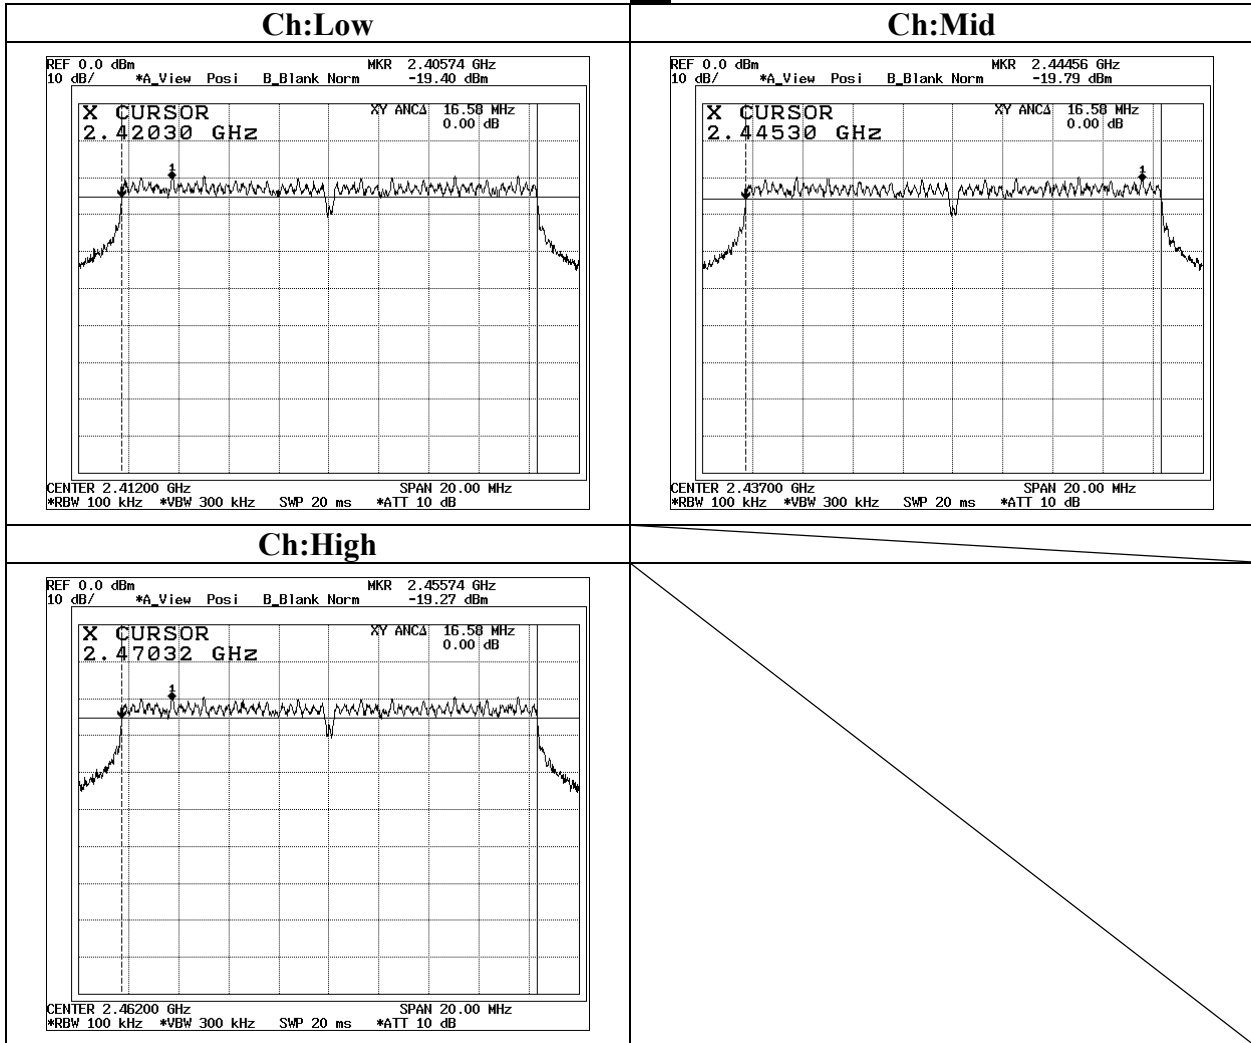 Ch:Low
REF 0.0 dBm MKR 2.40574 GHz
10 dB/ *A_View Posi B_Blank Norm -19.40 dBm
X CURSOR XY ANCΔ 16.58 MHz
2.42030 GHz 0.00 dB
1
CENTER 2.41200 GHz SPAN 20.00 MHz
*RBW 100 kHz *VBW 300 kHz SWP 20 ms *ATT 10 dB
Ch:Mid
REF 0.0 dBm MKR 2.44456 GHz
10 dB/ *A_View Posi B_Blank Norm -19.79 dBm
X CURSOR XY ANCΔ 16.58 MHz
2.44530 GHz 0.00 dB
1
CENTER 2.43700 GHz SPAN 20.00 MHz
*RBW 100 kHz *VBW 300 kHz SWP 20 ms *ATT 10 dB
Ch:High
REF 0.0 dBm MKR 2.45574 GHz
10 dB/ *A_View Posi B_Blank Norm -19.27 dBm
X CURSOR XY ANCΔ 16.58 MHz
2.47032 GHz 0.00 dB
1
CENTER 2.46200 GHz SPAN 20.00 MHz
*RBW 100 kHz *VBW 300 kHz SWP 20 ms *ATT 10 dB